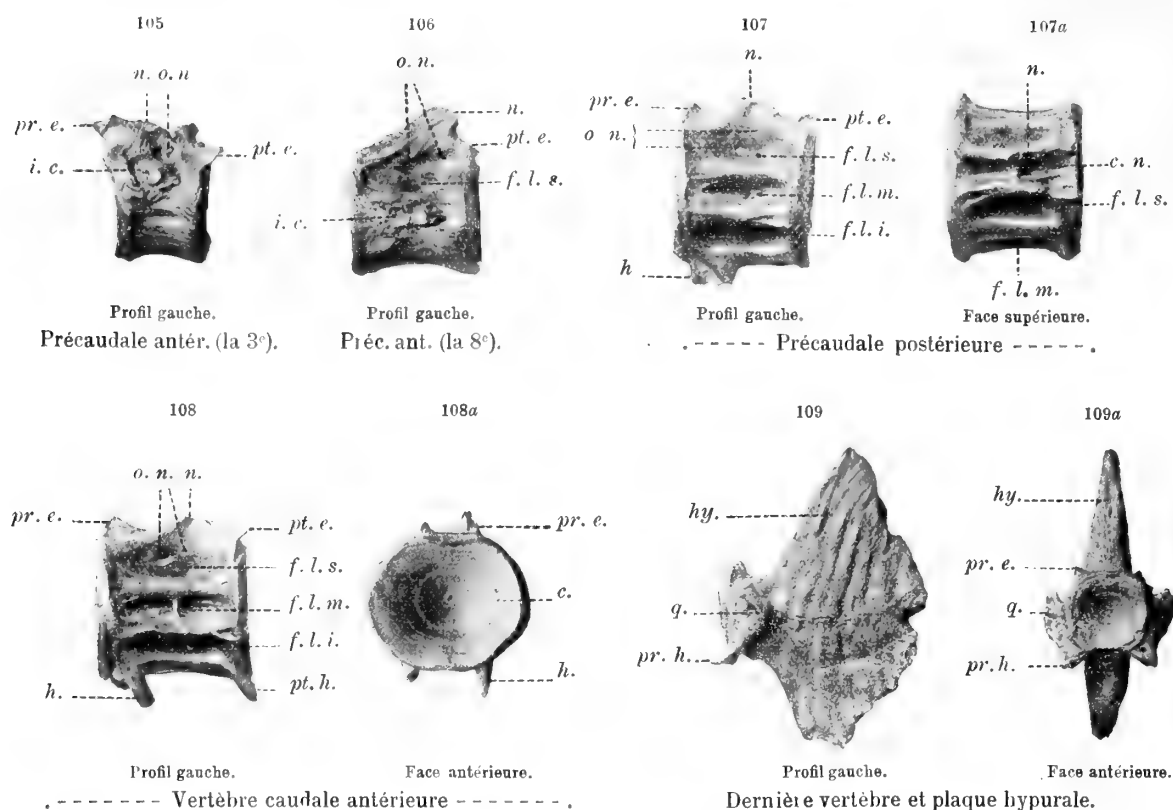 105
106
107
107a
n. o. n
pr. e.
i. c.
pt. e.
o. n.
n.
pt. e.
f. l. s.
i. c.
n.
pr. e.
o n.}
h
pt. e.
f. l. s.
f. l. m.
f. l. i.
n.
c. n.
f. l. s.
f. l. m.
Profil gauche.
Précaudale antér. (la 3e).
Profil gauche.
Préc. ant. (la 8e).
Profil gauche.
Face supérieure.
. ----- Précaudale postérieure ----- .
108
108a
109
109a
o. n. n.
pr. e.
h.
pt. e.
f. l. s.
f. l. m.
f. l. i.
pt. h.
pr. e.
c.
h.
hy.
q.
pr. h.
hy.
pr. e.
q.
pr. h.
Profil gauche.
Face antérieure.
Profil gauche.
Face antérieure.
. ------- Vertèbre caudale antérieure ------- .
Dernière vertèbre et plaque hypurale.